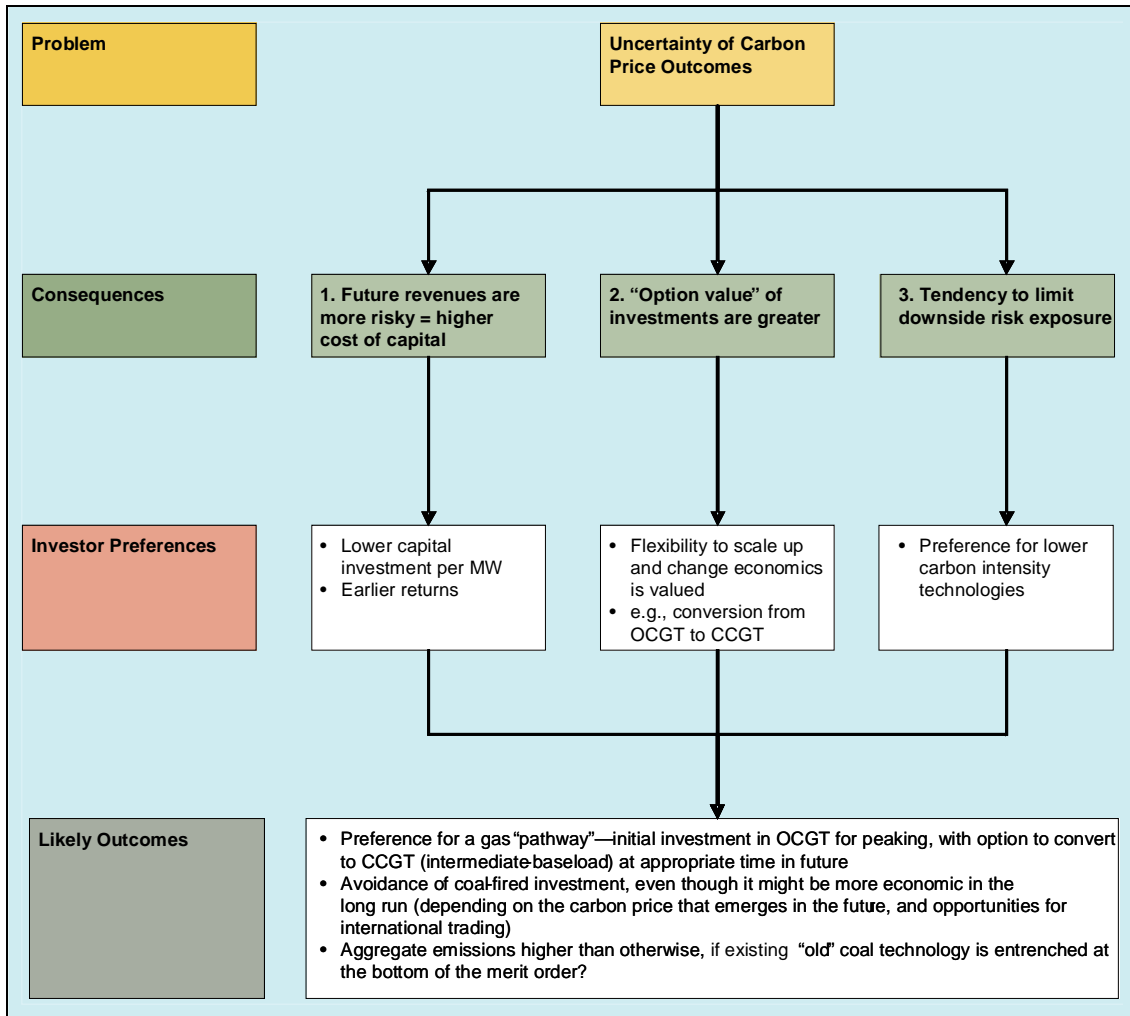 Problem
Uncertainty of Carbon
Price Outcomes
Consequences
1. Future revenues are
more risky = higher
cost of capital
2. “Option value” of
investments are greater
3. Tendency to limit
downside risk exposure
Investor Preferences
• Lower capital
investment per MW
• Earlier returns
• Flexibility to scale up
and change economics
is valued
• e.g., conversion from
OCGT to CCGT
• Preference for lower
carbon intensity
technologies
Likely Outcomes
• Preference for a gas “pathway”—initial investment in OCGT for peaking, with option to convert
to CCGT (intermediate-baseload) at appropriate time in future
• Avoidance of coal-fired investment, even though it might be more economic in the
long run (depending on the carbon price that emerges in the future, and opportunities for
international trading)
• Aggregate emissions higher than otherwise, if existing “old” coal technology is entrenched at
the bottom of the merit order?